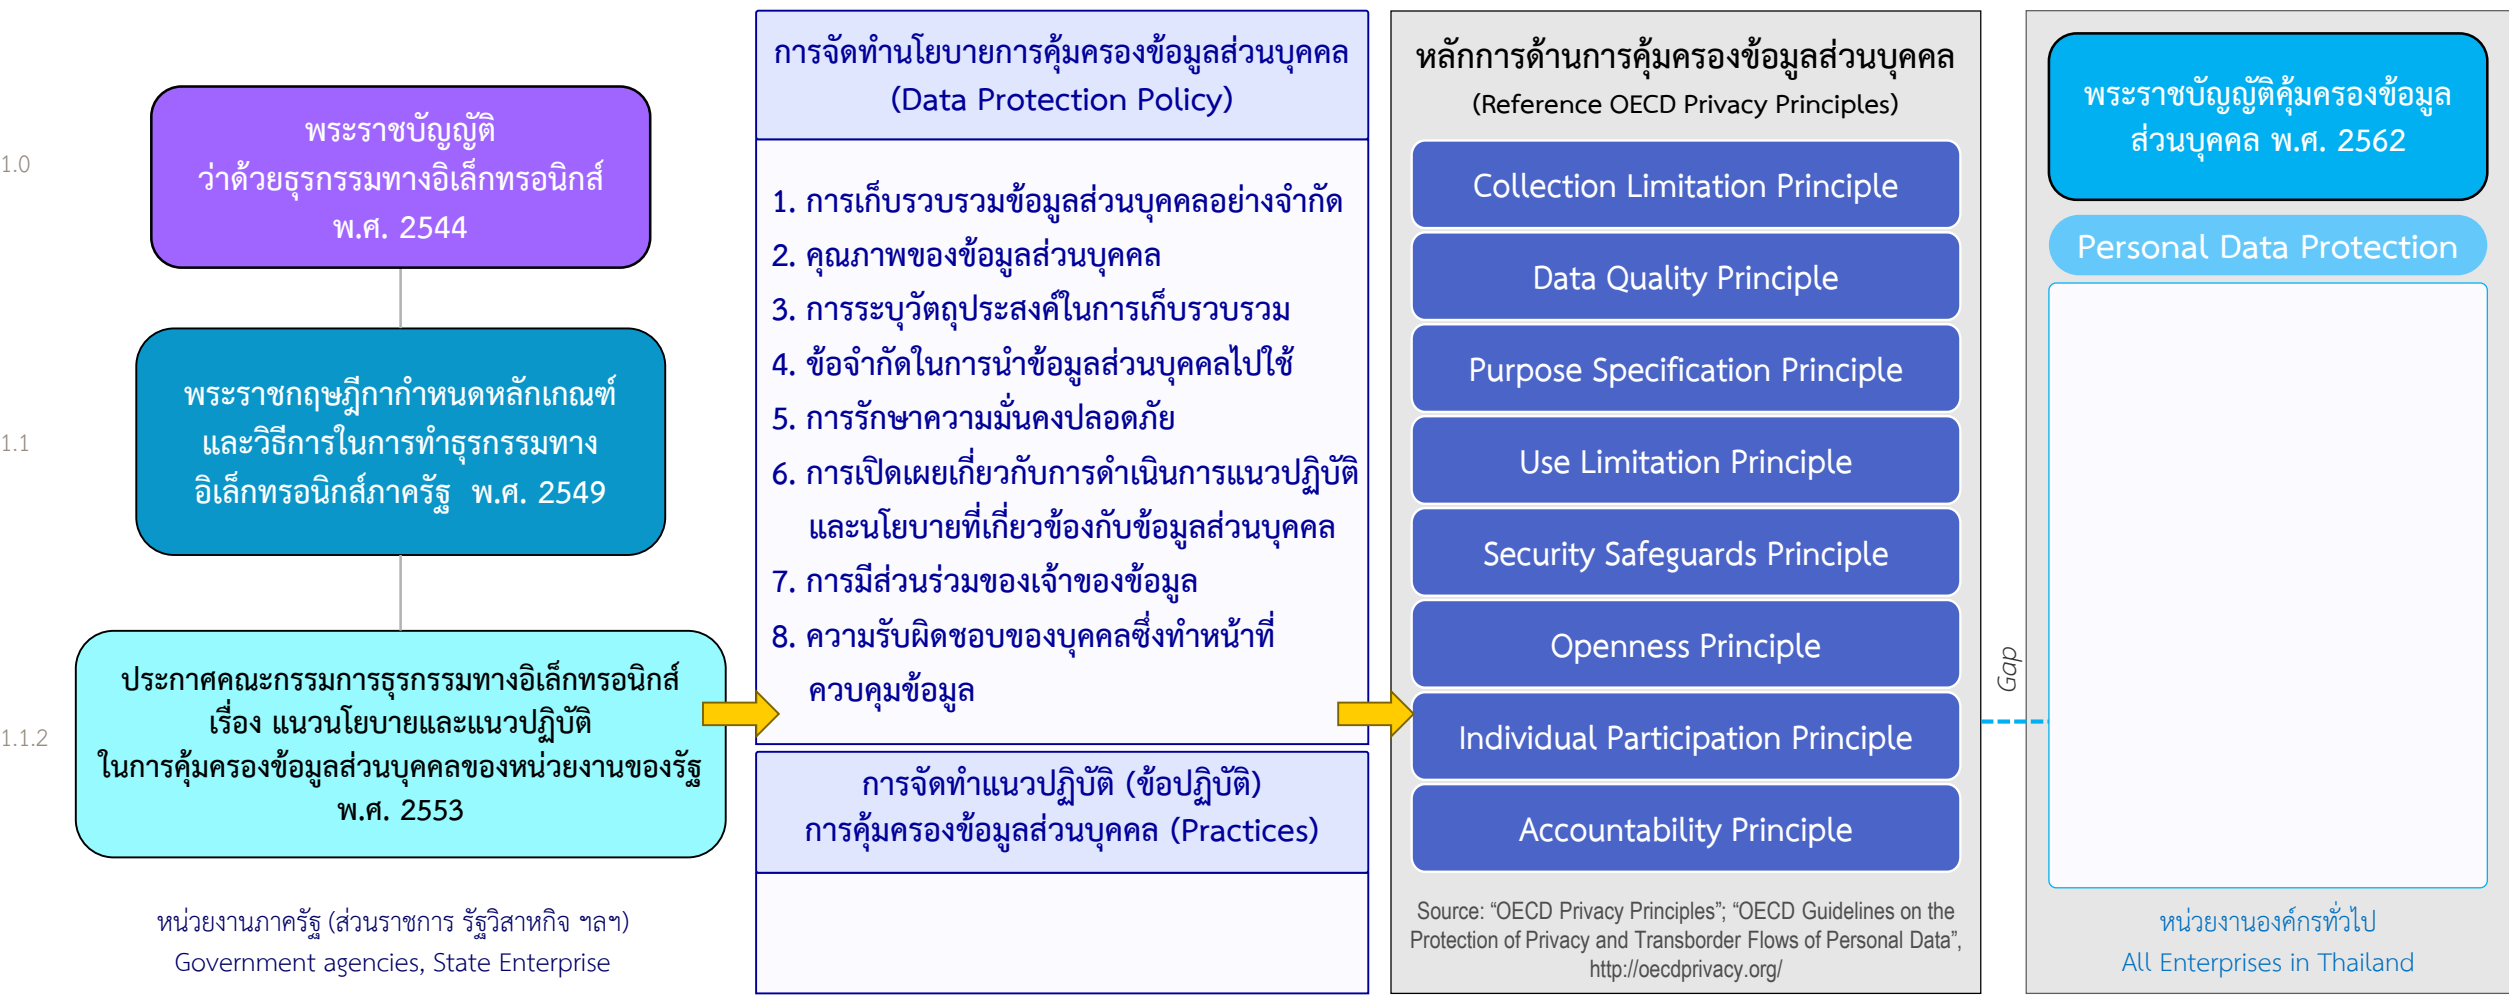 1.0
พระราชบัญญัติ
ว่าด้วยธุรกรรมทางอิเล็กทรอนิกส์
พ.ศ. 2544
1.1
พระราชกฤษฎีกากำหนดหลักเกณฑ์
และวิธีการในการทำธุรกรรมทาง
อิเล็กทรอนิกส์ภาครัฐ พ.ศ. 2549
1.1.2
ประกาศคณะกรรมการธุรกรรมทางอิเล็กทรอนิกส์
เรื่อง แนวนโยบายและแนวปฏิบัติ
ในการคุ้มครองข้อมูลส่วนบุคคลของหน่วยงานของรัฐ
พ.ศ. 2553
หน่วยงานภาครัฐ (ส่วนราชการ รัฐวิสาหกิจ ฯลฯ)
Government agencies, State Enterprise
การจัดทำนโยบายการคุ้มครองข้อมูลส่วนบุคคล
(Data Protection Policy)
1. การเก็บรวบรวมข้อมูลส่วนบุคคลอย่างจำกัด
2. คุณภาพของข้อมูลส่วนบุคคล
3. การระบุวัตถุประสงค์ในการเก็บรวบรวม
4. ข้อจำกัดในการนำข้อมูลส่วนบุคคลไปใช้
5. การรักษาความมั่นคงปลอดภัย
6. การเปิดเผยเกี่ยวกับการดำเนินการแนวปฏิบัติ
และนโยบายที่เกี่ยวข้องกับข้อมูลส่วนบุคคล
7. การมีส่วนร่วมของเจ้าของข้อมูล
8. ความรับผิดชอบของบุคคลซึ่งทำหน้าที่
ควบคุมข้อมูล
การจัดทำแนวปฏิบัติ (ข้อปฏิบัติ)
การคุ้มครองข้อมูลส่วนบุคคล (Practices)
หลักการด้านการคุ้มครองข้อมูลส่วนบุคคล
(Reference OECD Privacy Principles)
Collection Limitation Principle
Data Quality Principle
Purpose Specification Principle
Use Limitation Principle
Security Safeguards Principle
Openness Principle
Individual Participation Principle
Accountability Principle
Source: “OECD Privacy Principles”; “OECD Guidelines on the
Protection of Privacy and Transborder Flows of Personal Data”,
http://oecdprivacy.org/
Gap
พระราชบัญญัติคุ้มครองข้อมูล
ส่วนบุคคล พ.ศ. 2562
Personal Data Protection
หน่วยงานองค์กรทั่วไป
All Enterprises in Thailand